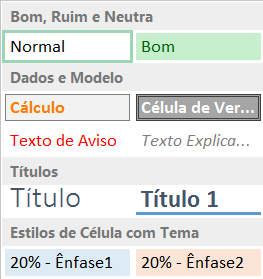 Bom, Ruim e Neutra
Normal Bom
Dados e Modelo
Cálculo Célula de Ver...
Texto de Aviso Texto Explica...
Títulos
Título Título 1
Estilos de Célula com Tema
20% - Ênfase1 20% - Ênfase2